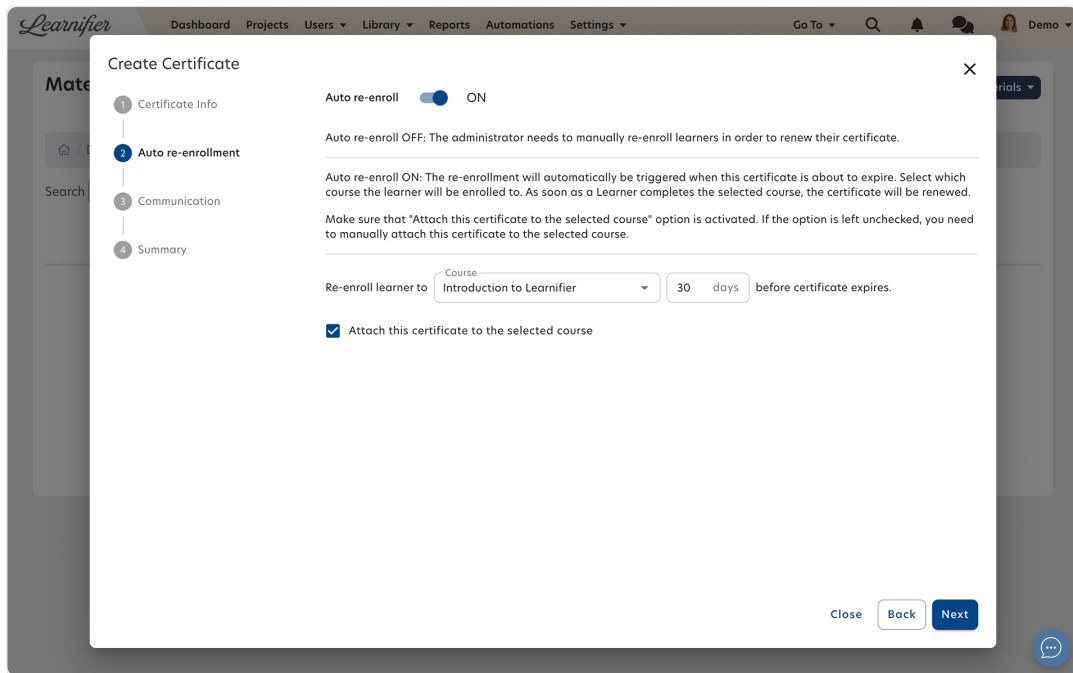 Learnifier
Dashboard Projects Users Library Reports Automations Settings Go To Demo
Create Certificate
Mate
rials
1 Certificate Info
2 Auto re-enrollment
3 Communication
4 Summary
/
Search
Auto re-enroll ON
Auto re-enroll OFF: The administrator needs to manually re-enroll learners in order to renew their certificate.
Auto re-enroll ON: The re-enrollment will automatically be triggered when this certificate is about to expire. Select which
course the learner will be enrolled to. As soon as a Learner completes the selected course, the certificate will be renewed.
Make sure that "Attach this certificate to the selected course" option is activated. If the option is left unchecked, you need
to manually attach this certificate to the selected course.
Course
Re-enroll learner to Introduction to Learnifier 30 days before certificate expires.
Attach this certificate to the selected course
Close Back Next